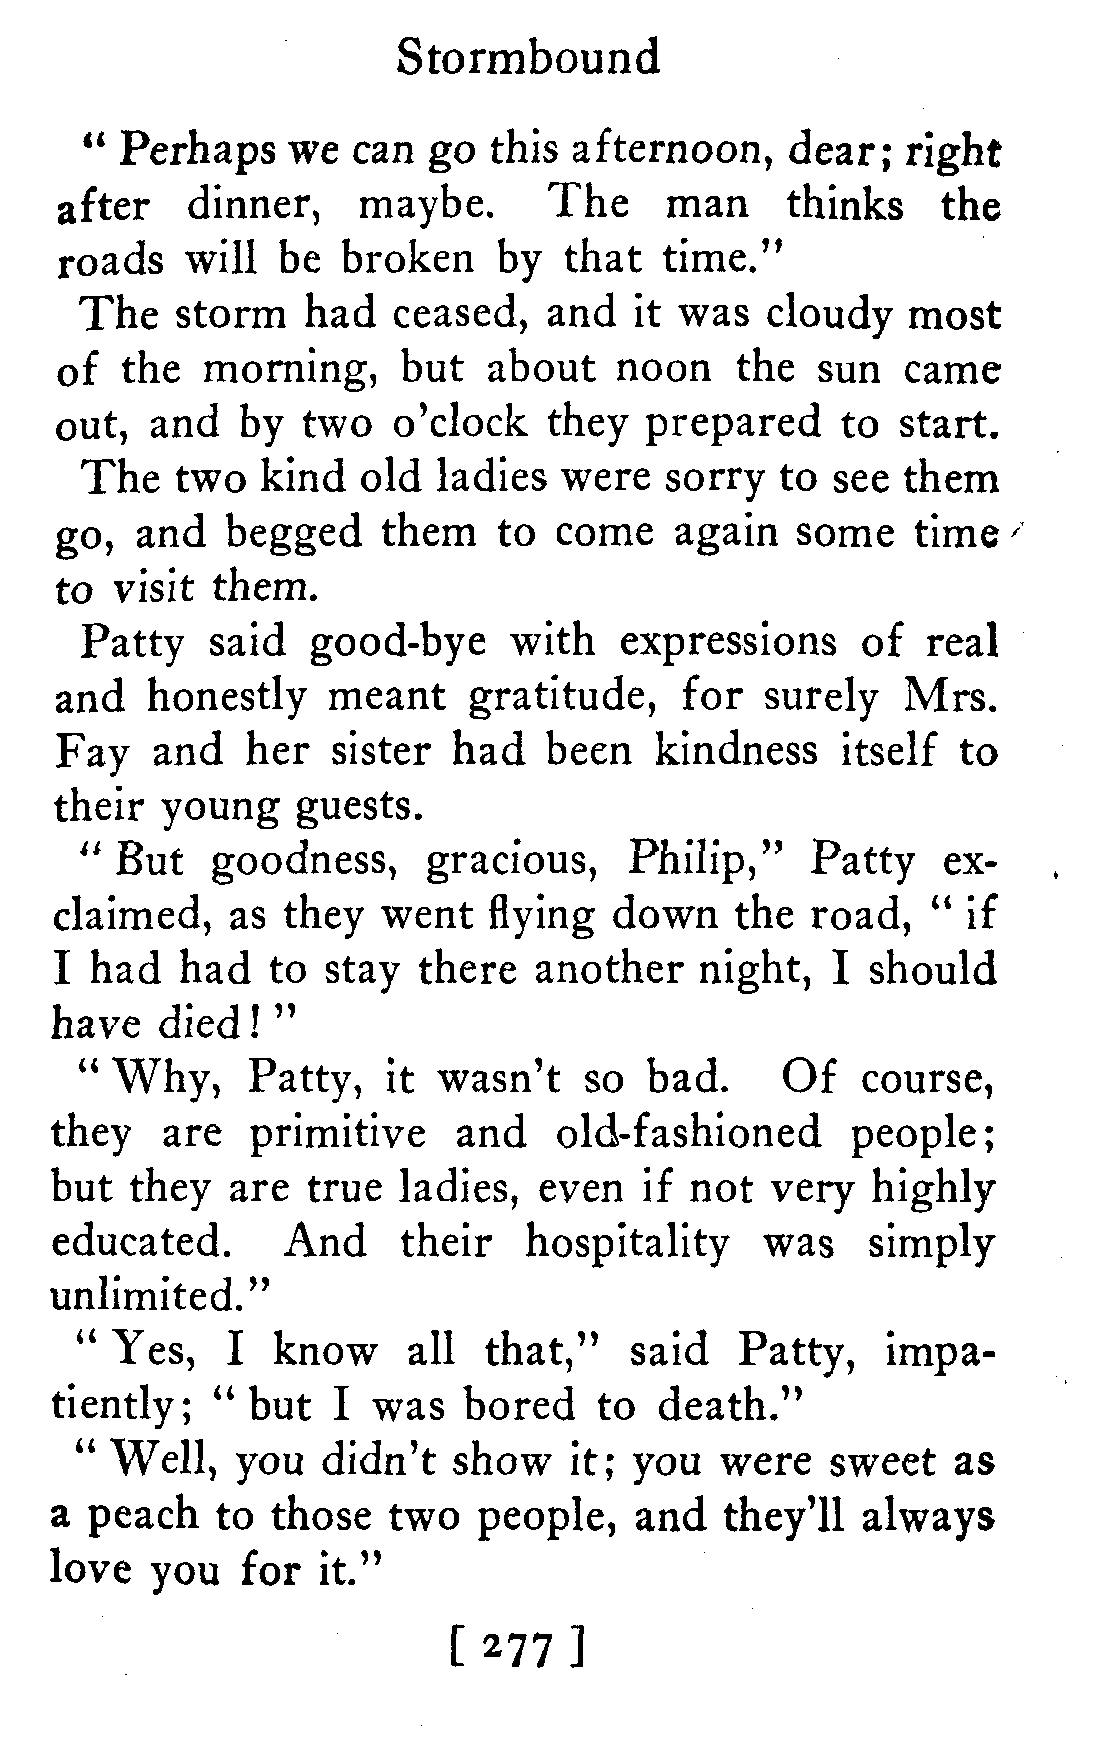 Stormbound
“ Perhaps we can go this afternoon, dear; right
after dinner, maybe. The man thinks the
roads will be broken by that time.”
The storm had ceased, and it was cloudy most
of the morning, but about noon the sun came
out, and by two o’clock they prepared to start.
The two kind old ladies were sorry to see them
go, and begged them to come again some time
to visit them.
Patty said good-bye with expressions of real
and honestly meant gratitude, for surely Mrs.
Fay and her sister had been kindness itself to
their young guests.
“ But goodness, gracious, Philip,” Patty ex-
claimed, as they went flying down the road, “ if
I had had to stay there another night, I should
have died! ”
“ Why, Patty, it wasn’t so bad. Of course,
they are primitive and old-fashioned people;
but they are true ladies, even if not very highly
educated. And their hospitality was simply
unlimited.”
“ Yes, I know all that,” said Patty, impa-
tiently; “ but I was bored to death.”
“ Well, you didn’t show it; you were sweet as
a peach to those two people, and they’ll always
love you for it.”
[ 277 ]